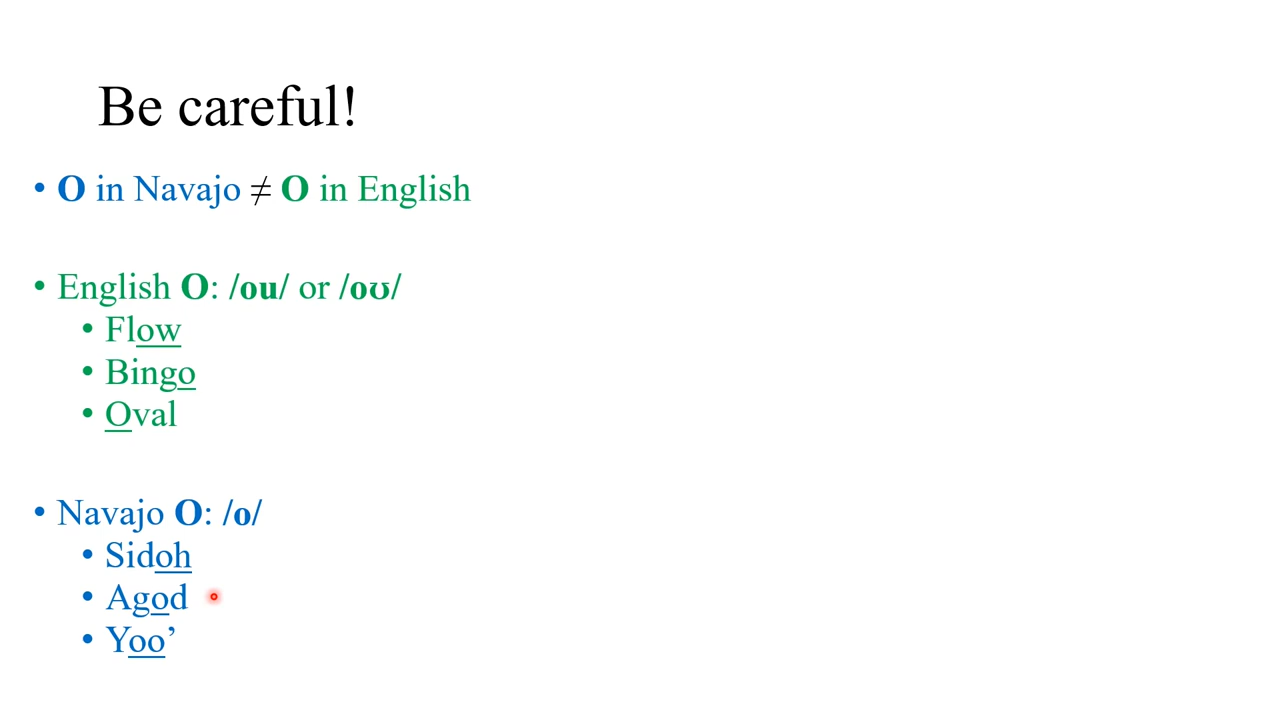 Be careful!
• O in Navajo ≠ O in English
• English O: /ou/ or /oʊ/
• Flow
• Bingo
• Oval
• Navajo O: /o/
• Sidoh
• Agod
• Yoo’